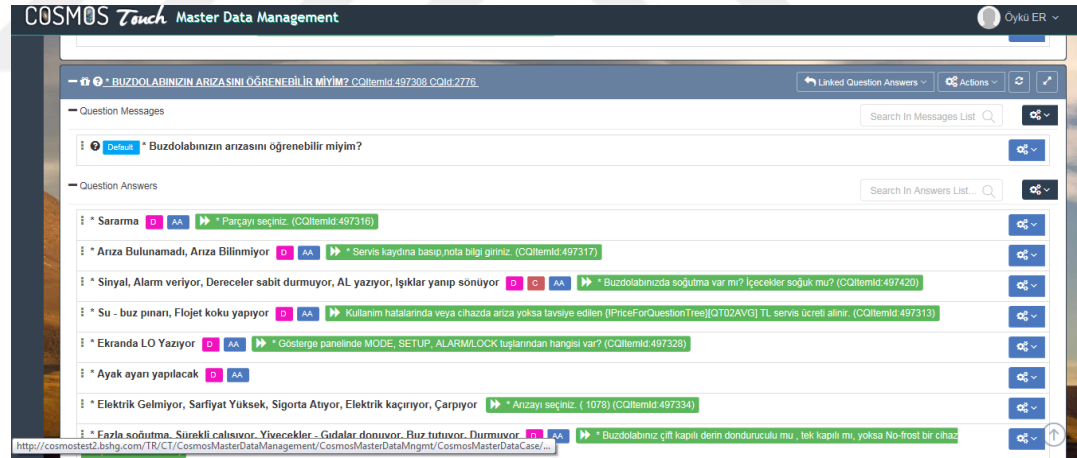 COSMOS Touch Master Data Management
Öykü ER
* BUZDOLABINIZIN ARIZASINI ÖĞRENEBİLİR MİYİM? CQItemId:497308 CQId:2776
Linked Question Answers
Actions
Question Messages
Search In Messages List
Default * Buzdolabınızın arızasını öğrenebilir miyim?
Question Answers
Search In Answers List...
* Sararma D AA * Parçayı seçiniz. (CQItemId:497316)
* Arıza Bulunamadı, Arıza Bilinmiyor D AA * Servis kaydına basıp,nota bilgi giriniz. (CQItemId:497317)
* Sinyal, Alarm veriyor, Dereceler sabit durmuyor, AL yazıyor, Işıklar yanıp sönüyor D C AA * Buzdolabınızda soğutma var mı? İçecekler soğuk mu? (CQItemId:497420)
* Su - buz pınarı, Flojet koku yapıyor D AA Kullanim hatalarinda veya cihazda ariza yoksa tavsiye edilen {!PriceForQuestionTree}[QT02AVG] TL servis ücreti alinir. (CQItemId:497313)
* Ekranda LO Yazıyor D AA * Gösterge panelinde MODE, SETUP, ALARM/LOCK tuşlarından hangisi var? (CQItemId:497328)
* Ayak ayarı yapılacak D AA
* Elektrik Gelmiyor, Sarfiyat Yüksek, Sigorta Atıyor, Elektrik kaçırıyor, Çarpıyor * Arızayı seçiniz. ( 1078) (CQItemId:497334)
* Fazla soğutma, Sürekli çalışıyor, Yiyecekler - Gıdalar donuyor, Buz tutuyor, Durmuyor D AA * Buzdolabınız çift kapılı derin donduruculu mu , tek kapılı mı, yoksa No-frost bir cihaz
http://cosmostest2.bshg.com/TR/CT/CosmosMasterDataManagement/CosmosMasterDataMngmt/CosmosMasterDataCase/...